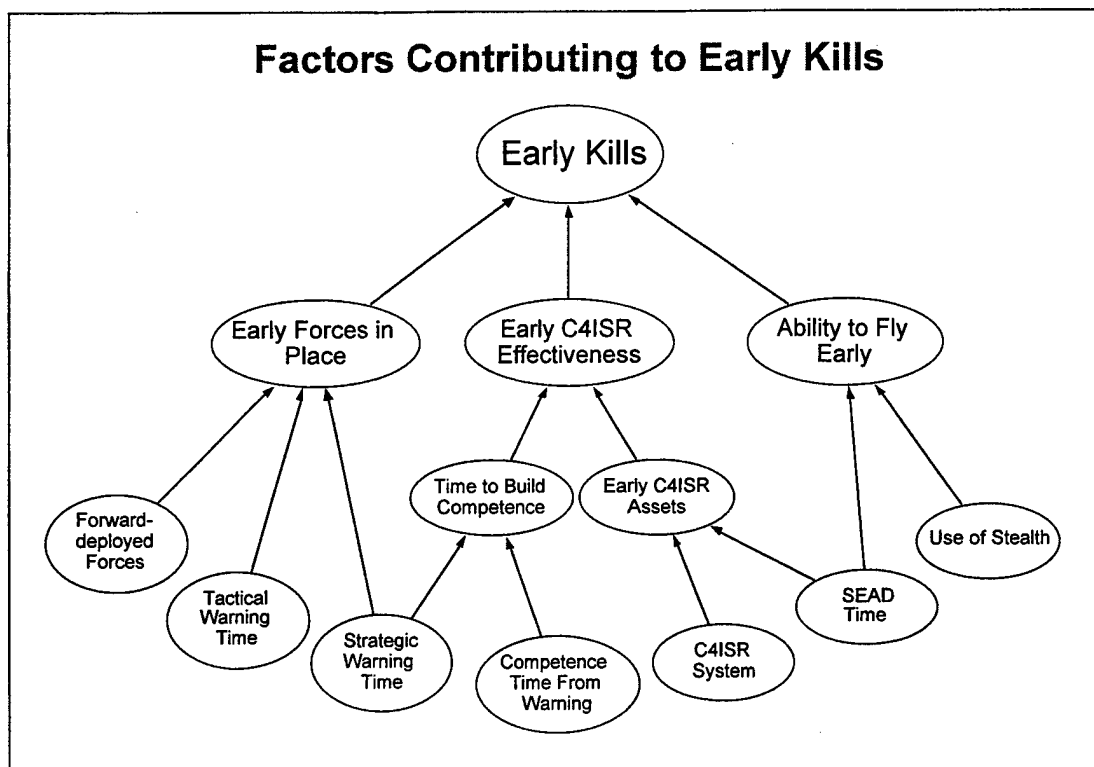 Factors Contributing to Early Kills
Early Kills
Early Forces in
Place
Early C4ISR
Effectiveness
Ability to Fly
Early
Time to Build
Competence
Early C4ISR
Assets
Forward-
deployed
Forces
Use of Stealth
Tactical
Warning
Time
SEAD
Time
Strategic
Warning
Time
Competence
Time From
Warning
C4ISR
System